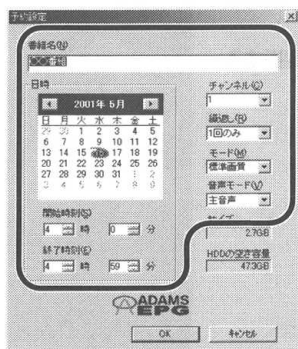 予約設定
番組名(N)
○○番組
日時
2001年 5月
日 月 火 水 木 金 土
29 30 1 2 3 4 5
6 7 8 9 10 11 12
13 14 15 16 17 18 19
20 21 22 23 24 25 26
27 28 29 30 31 1 2
3 4 5 6 7 8 9
開始時刻(S)
4 時 0 分
終了時刻(E)
4 時 59 分
チャンネル(C)
1
繰返し(R)
1回のみ
モード(M)
標準画質
音声モード(V)
主音声
サイズ
2.7GB
HDDの空き容量
47.3GB
ADAMS
EPG
OK キャンセル